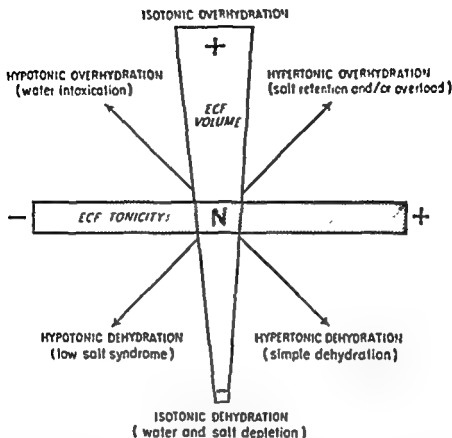 ISOTONIC OVERHYDRATION
+
HYPOTONIC OVERHYDRATION
(water intoxication)
HYPERTONIC OVERHYDRATION
(salt retention and/or overload)
ECF
VOLUME
− ECF TONICITY: N +
HYPOTONIC DEHYDRATION
(low salt syndrome)
HYPERTONIC DEHYDRATION
(simple dehydration)
ISOTONIC DEHYDRATION
(water and salt depletion)